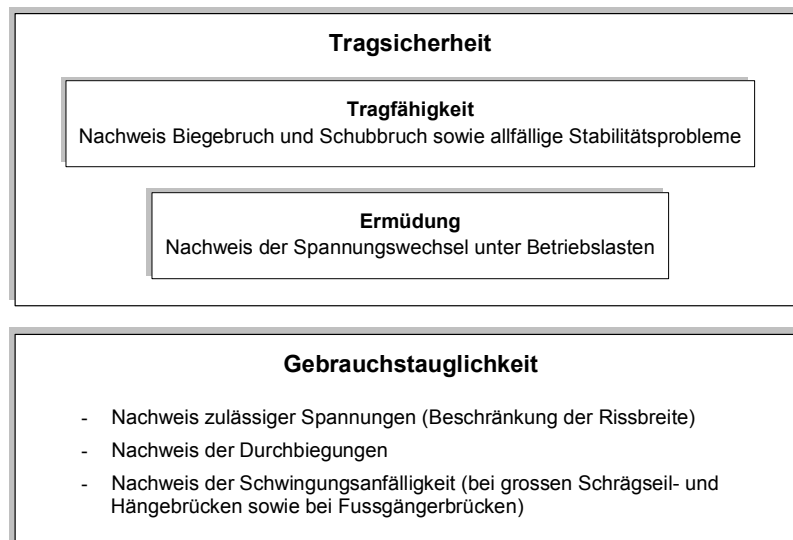 Tragsicherheit
Tragfähigkeit
Nachweis Biegebruch und Schubbruch sowie allfällige Stabilitätsprobleme
Ermüdung
Nachweis der Spannungswechsel unter Betriebslasten
Gebrauchstauglichkeit
- Nachweis zulässiger Spannungen (Beschränkung der Rissbreite)
- Nachweis der Durchbiegungen
- Nachweis der Schwingungsanfälligkeit (bei grossen Schrägseil- und
Hängebrücken sowie bei Fussgängerbrücken)